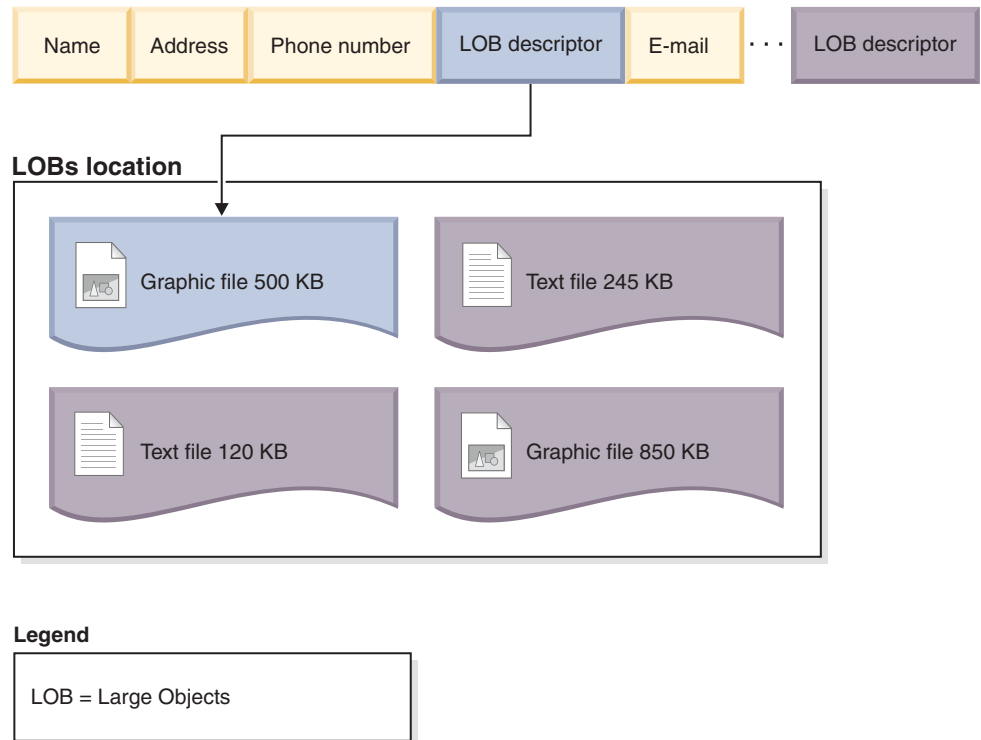 Name
Address
Phone number
LOB descriptor
E-mail
. . .
LOB descriptor
LOBs location
Graphic file 500 KB
Text file 245 KB
Text file 120 KB
Graphic file 850 KB
Legend
LOB = Large Objects